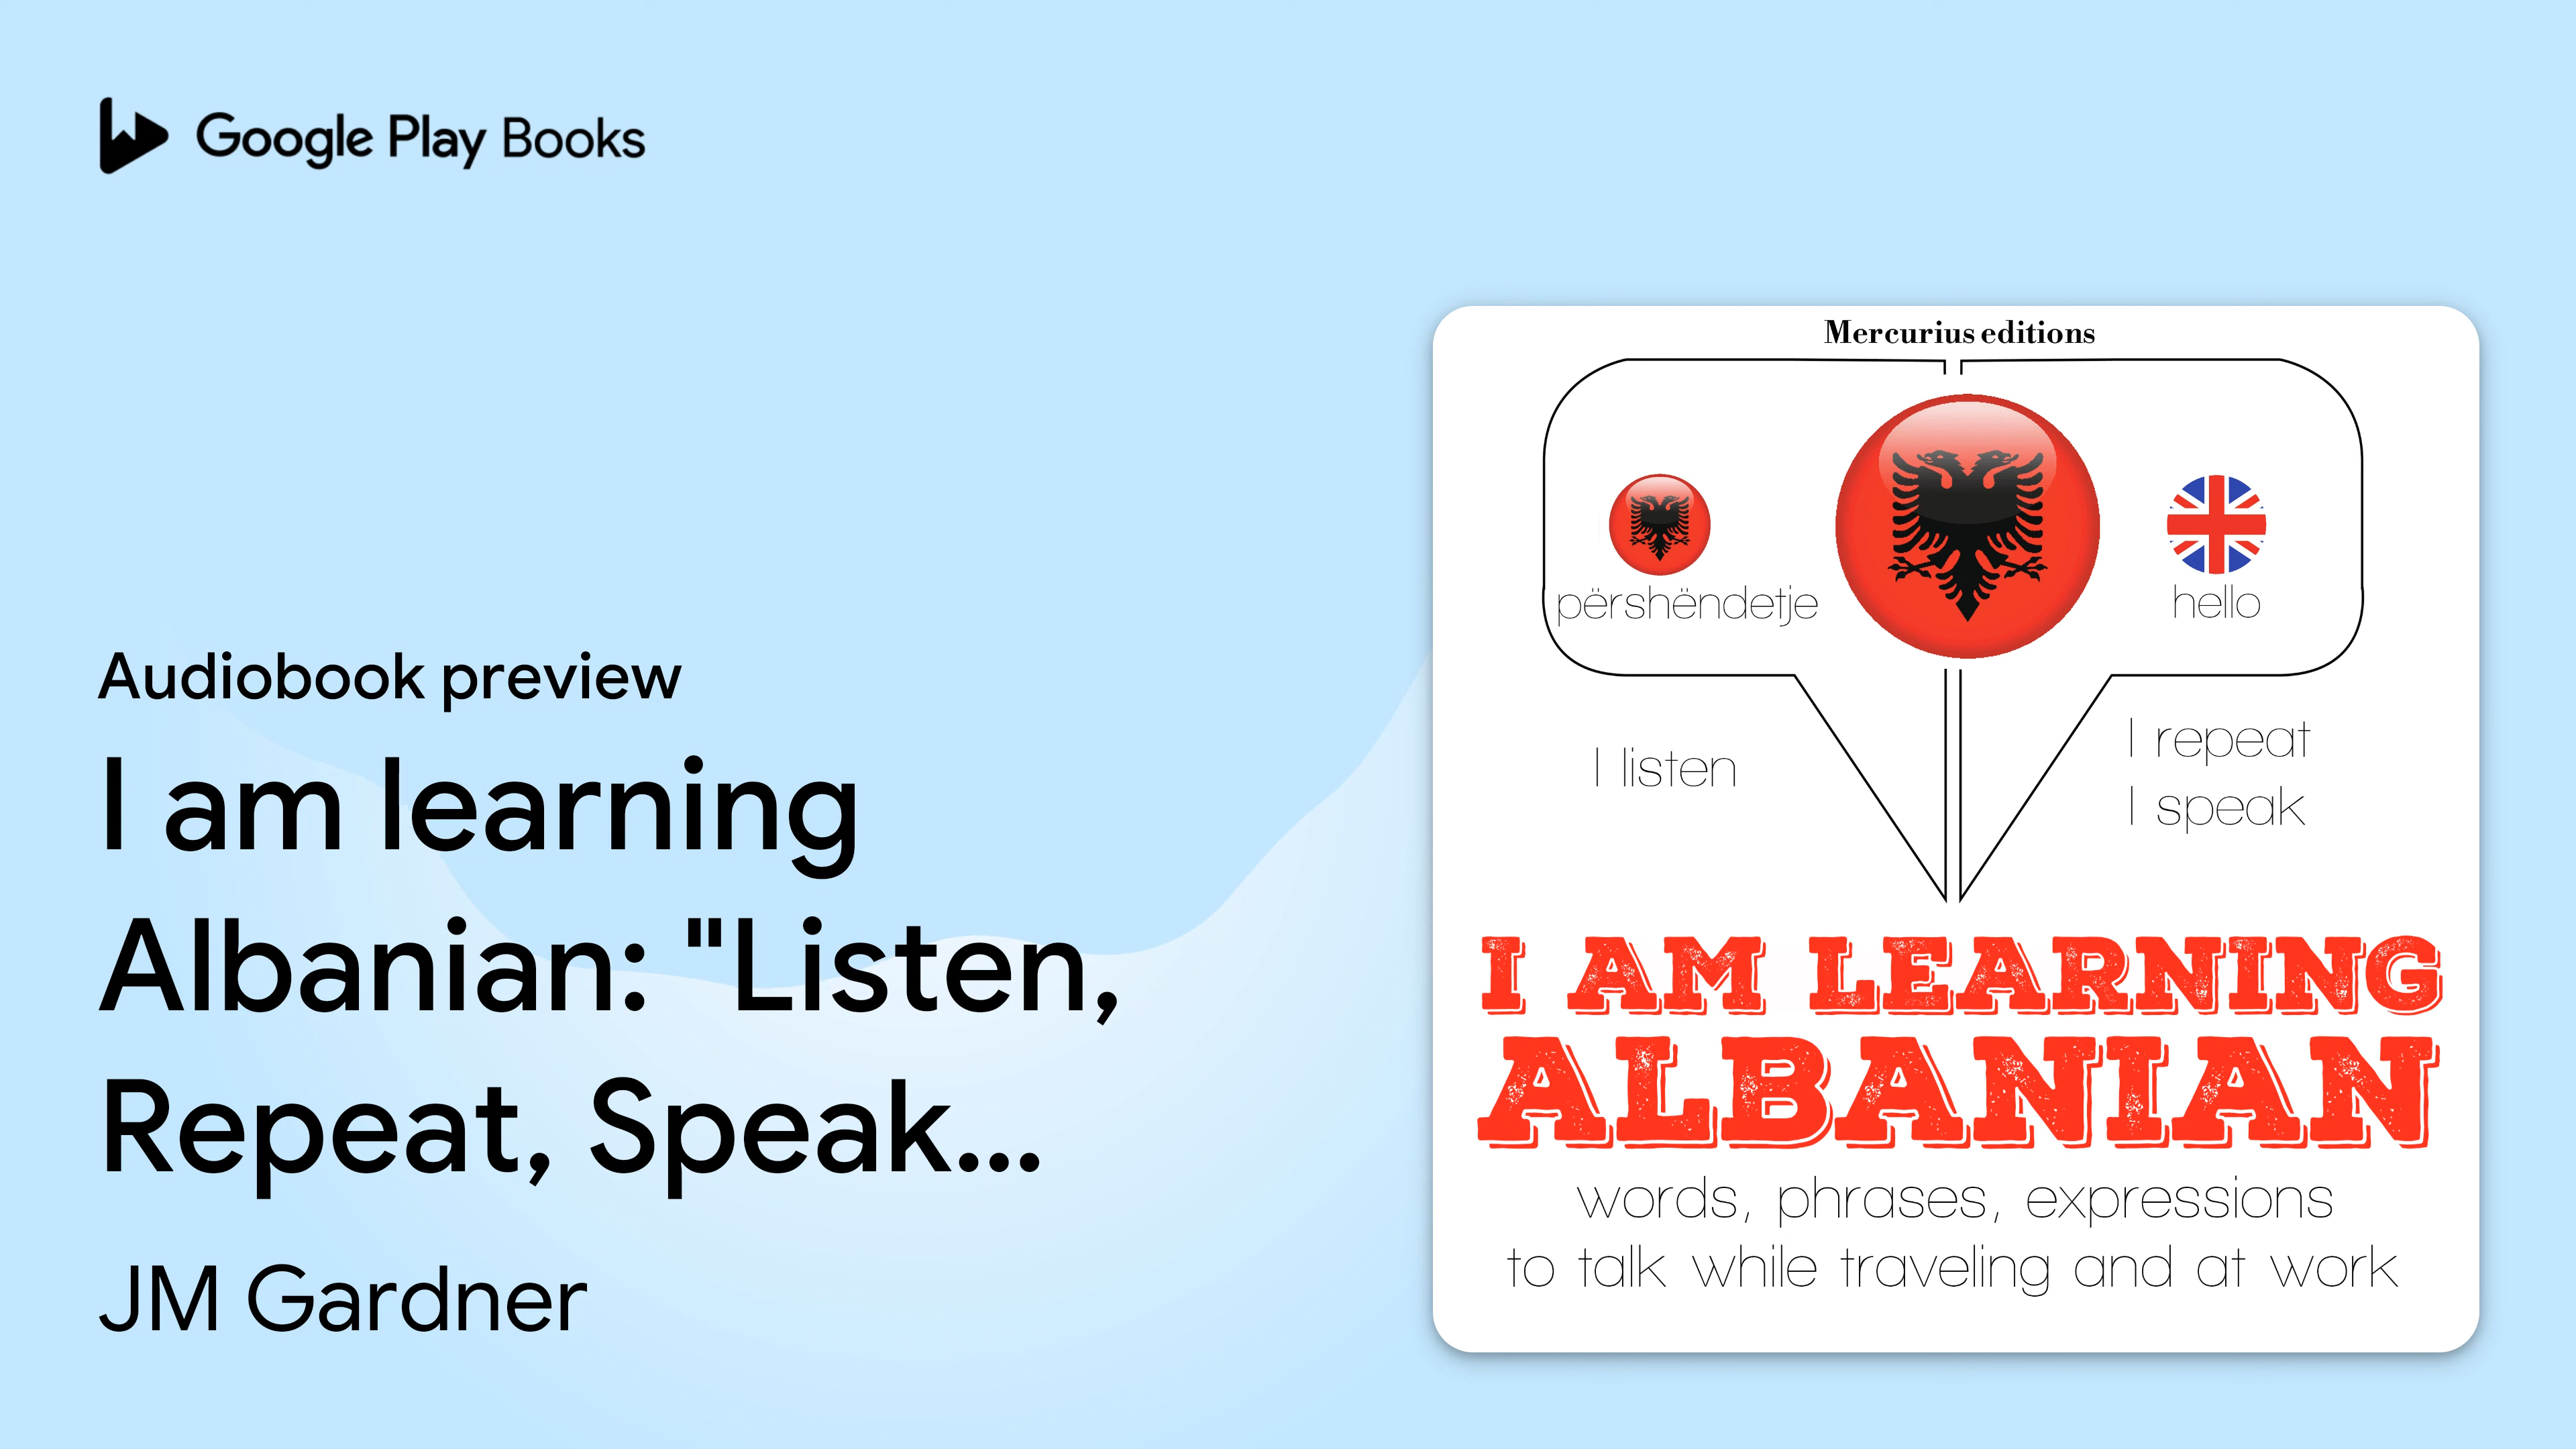 Google Play Books
Audiobook preview
I am learning
Albanian: "Listen,
Repeat, Speak...
JM Gardner
Mercurius editions
përshëndetje
hello
I listen
I repeat
I speak
I AM LEARNING
ALBANIAN
words, phrases, expressions
to talk while traveling and at work